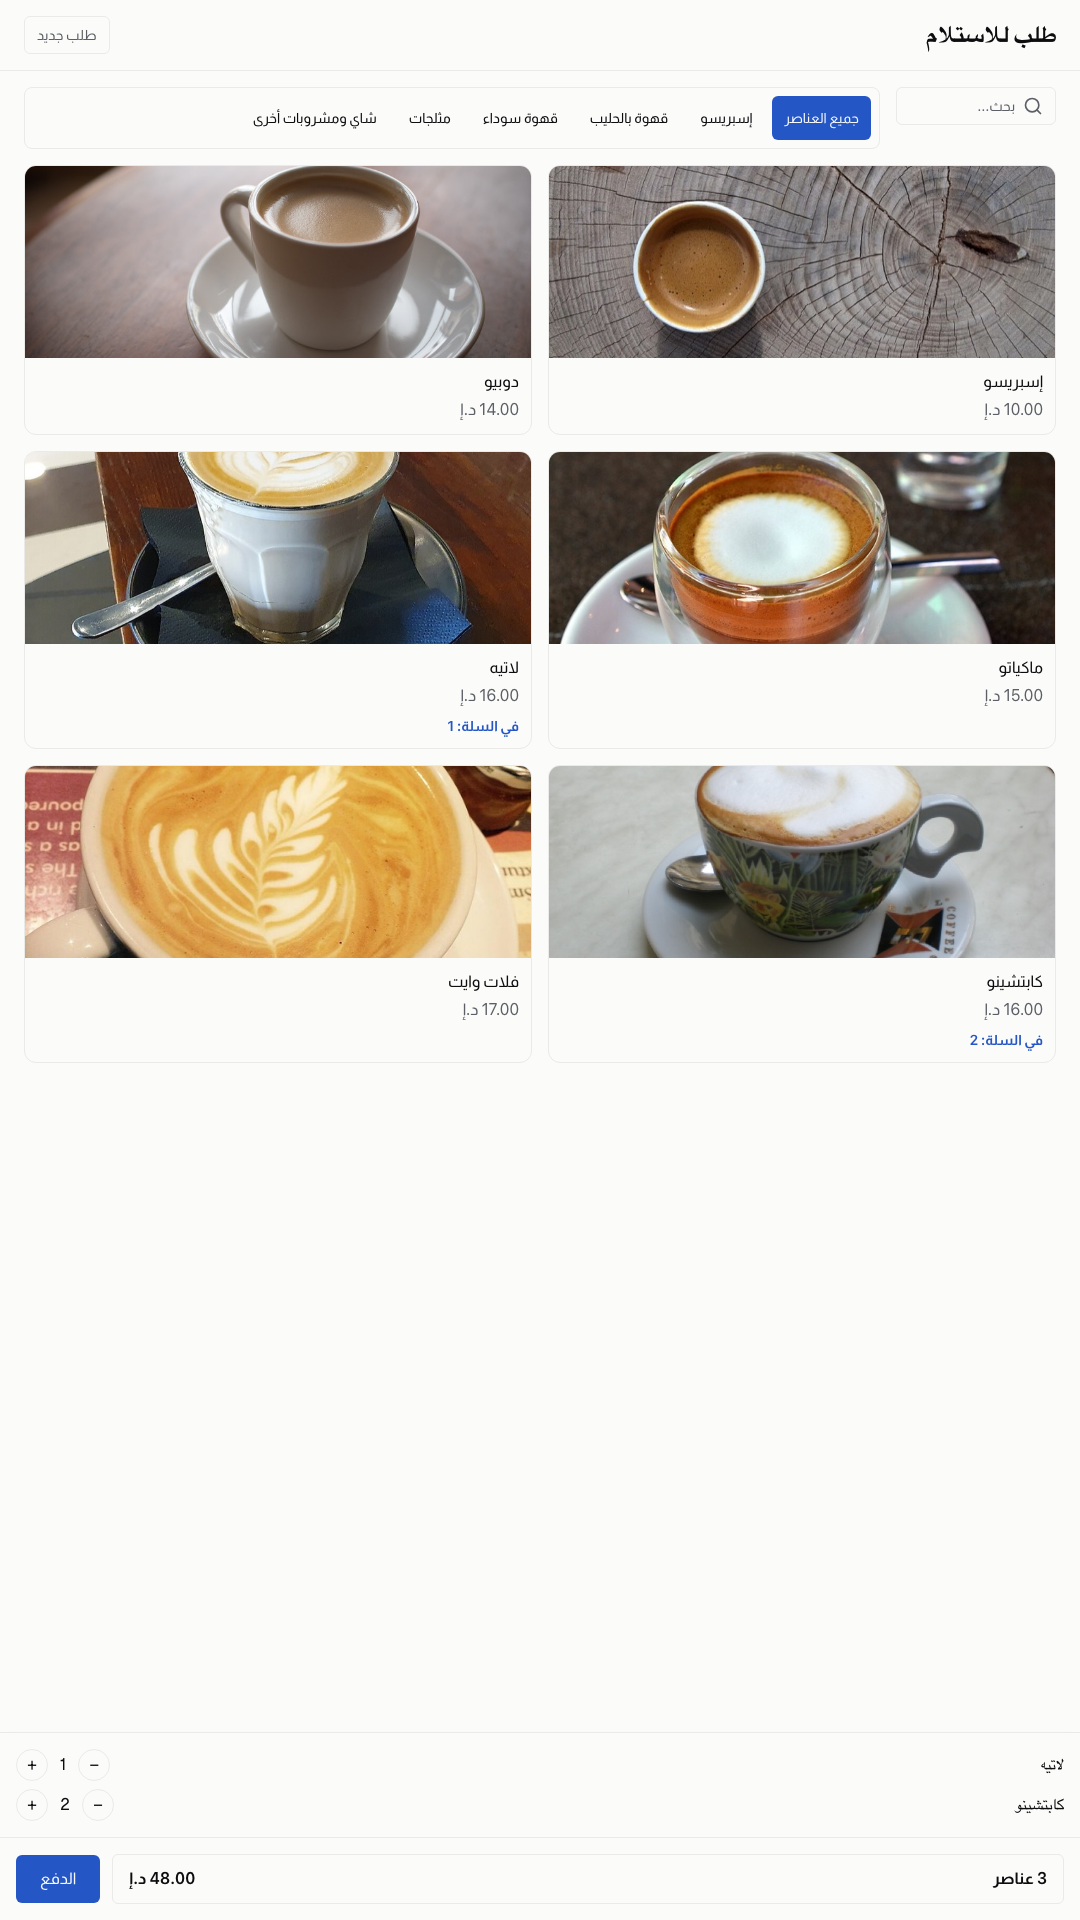 طلب للاستلام
طلب جديد
بحث...
جميع العناصر
إسبريسو
قهوة بالحليب
قهوة سوداء
مثلجات
شاي ومشروبات أخرى
إسبريسو
10.00 د.إ
دوبيو
14.00 د.إ
ماكياتو
15.00 د.إ
لاتيه
16.00 د.إ
في السلة: 1
COFFEE
كابتشينو
16.00 د.إ
في السلة: 2
فلات وايت
17.00 د.إ
لاتيه
− 1 +
كابتشينو
− 2 +
3 عناصر
48.00 د.إ
الدفع